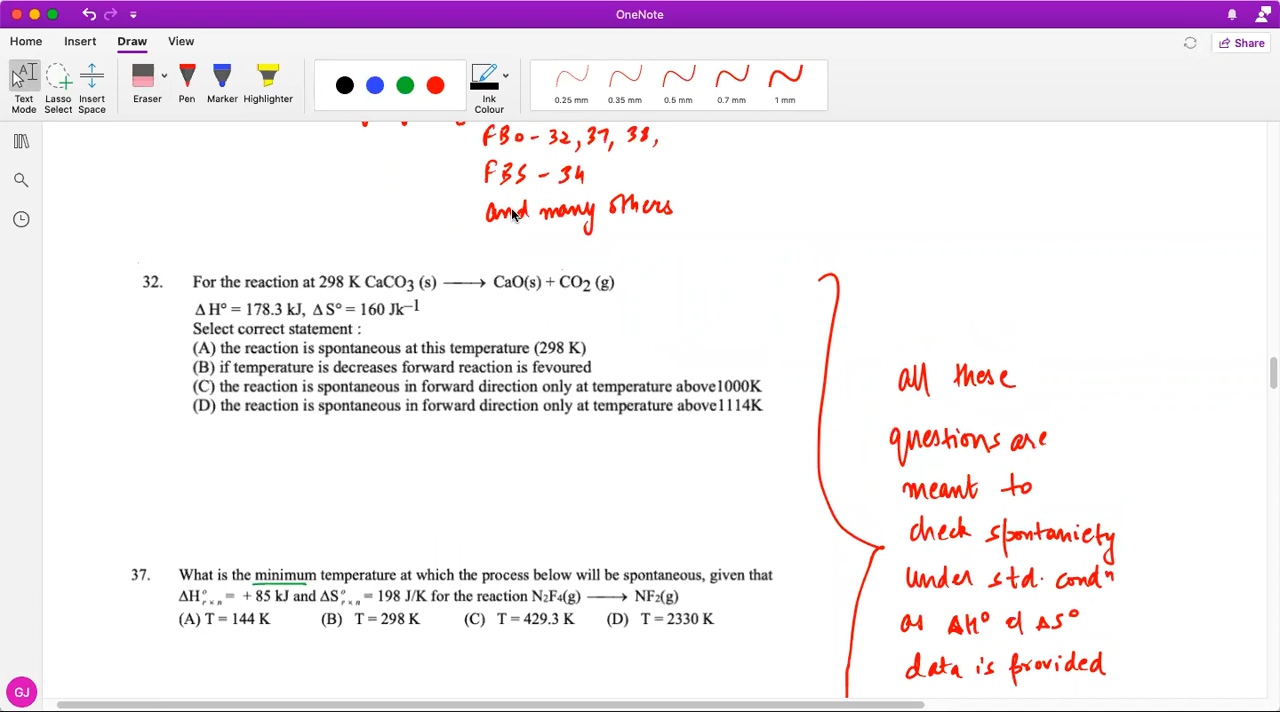 OneNote
Home Insert Draw View
Share
Text Mode
Lasso Select
Insert Space
Eraser
Pen
Marker
Highlighter
Ink Colour
0.25 mm
0.35 mm
0.5 mm
0.7 mm
1 mm
FBO - 32, 37, 38,
FBS - 34
and many others
32. For the reaction at 298 K CaCO3 (s) ⟶ CaO(s) + CO2 (g)
Δ H° = 178.3 kJ, Δ S° = 160 Jk–1
Select correct statement :
(A) the reaction is spontaneous at this temperature (298 K)
(B) if temperature is decreases forward reaction is fevoured
(C) the reaction is spontaneous in forward direction only at temperature above1000K
(D) the reaction is spontaneous in forward direction only at temperature above1114K
all these
questions are
meant to
check spontaniety
under std. condn
as ΔH° & ΔS°
data is provided
37. What is the minimum temperature at which the process below will be spontaneous, given that
ΔH°r×n = + 85 kJ and ΔS°r×n = 198 J/K for the reaction N2F4(g) ⟶ NF2(g)
(A) T = 144 K (B) T = 298 K (C) T = 429.3 K (D) T = 2330 K
GJ